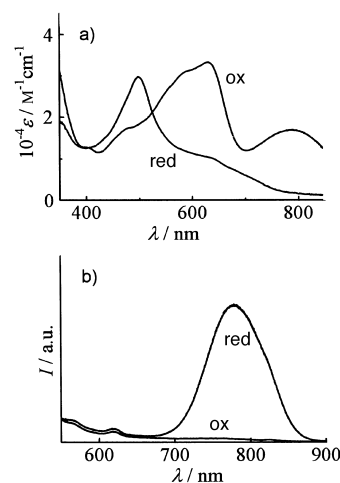 a)
4
2
0
10⁻⁴ε / M⁻¹cm⁻¹
ox
red
400 600 800
λ / nm
b)
I / a.u.
red
ox
600 700 800 900
λ / nm